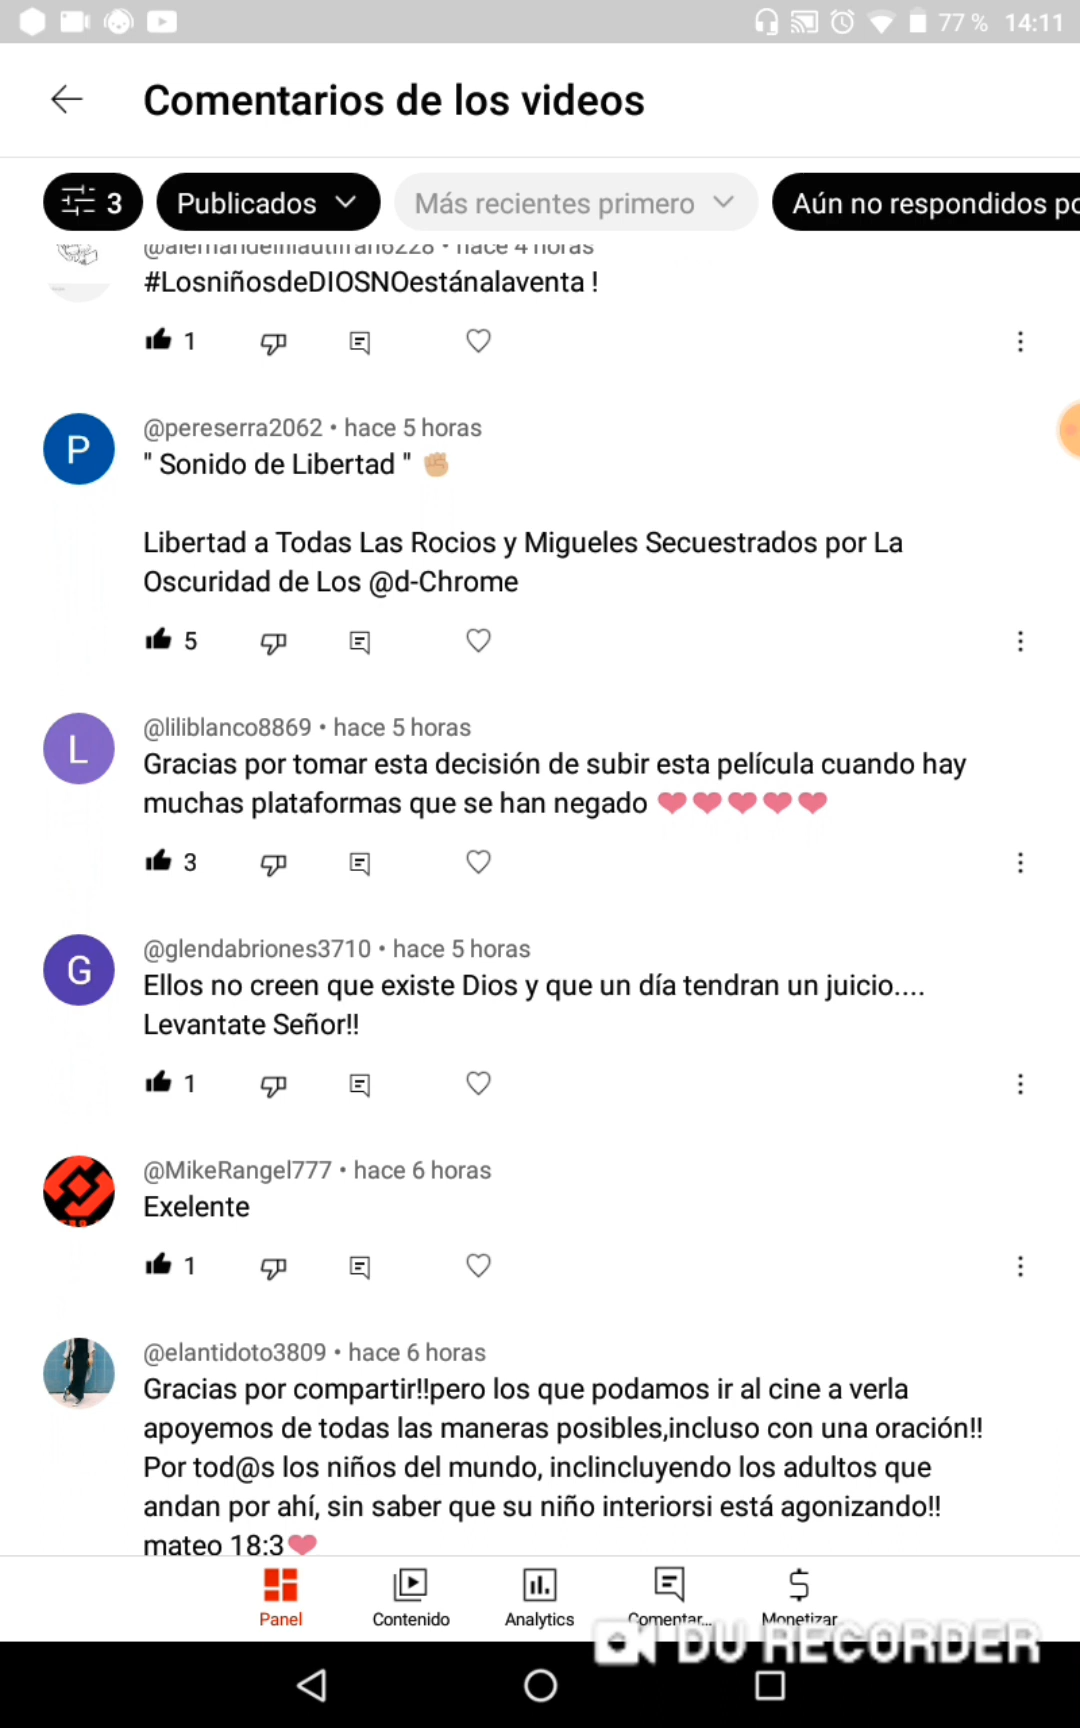 77 % 14:11
Comentarios de los videos
3 Publicados Más recientes primero Aún no respondidos po
hace 4 horas
#LosniñosdeDIOSNOestánalaventa !
1
P @pereserra2062 • hace 5 horas
" Sonido de Libertad " ✊🏼
Libertad a Todas Las Rocios y Migueles Secuestrados por La
Oscuridad de Los @d-Chrome
5
L @liliblanco8869 • hace 5 horas
Gracias por tomar esta decisión de subir esta película cuando hay
muchas plataformas que se han negado ❤❤❤❤❤
3
G @glendabriones3710 • hace 5 horas
Ellos no creen que existe Dios y que un día tendran un juicio....
Levantate Señor!!
1
@MikeRangel777 • hace 6 horas
Exelente
1
@elantidoto3809 • hace 6 horas
Gracias por compartir!!pero los que podamos ir al cine a verla
apoyemos de todas las maneras posibles,incluso con una oración!!
Por tod@s los niños del mundo, inclincluyendo los adultos que
andan por ahí, sin saber que su niño interiorsi está agonizando!!
mateo 18:3❤
Panel Contenido Analytics Comentar... Monetizar
DU RECORDER